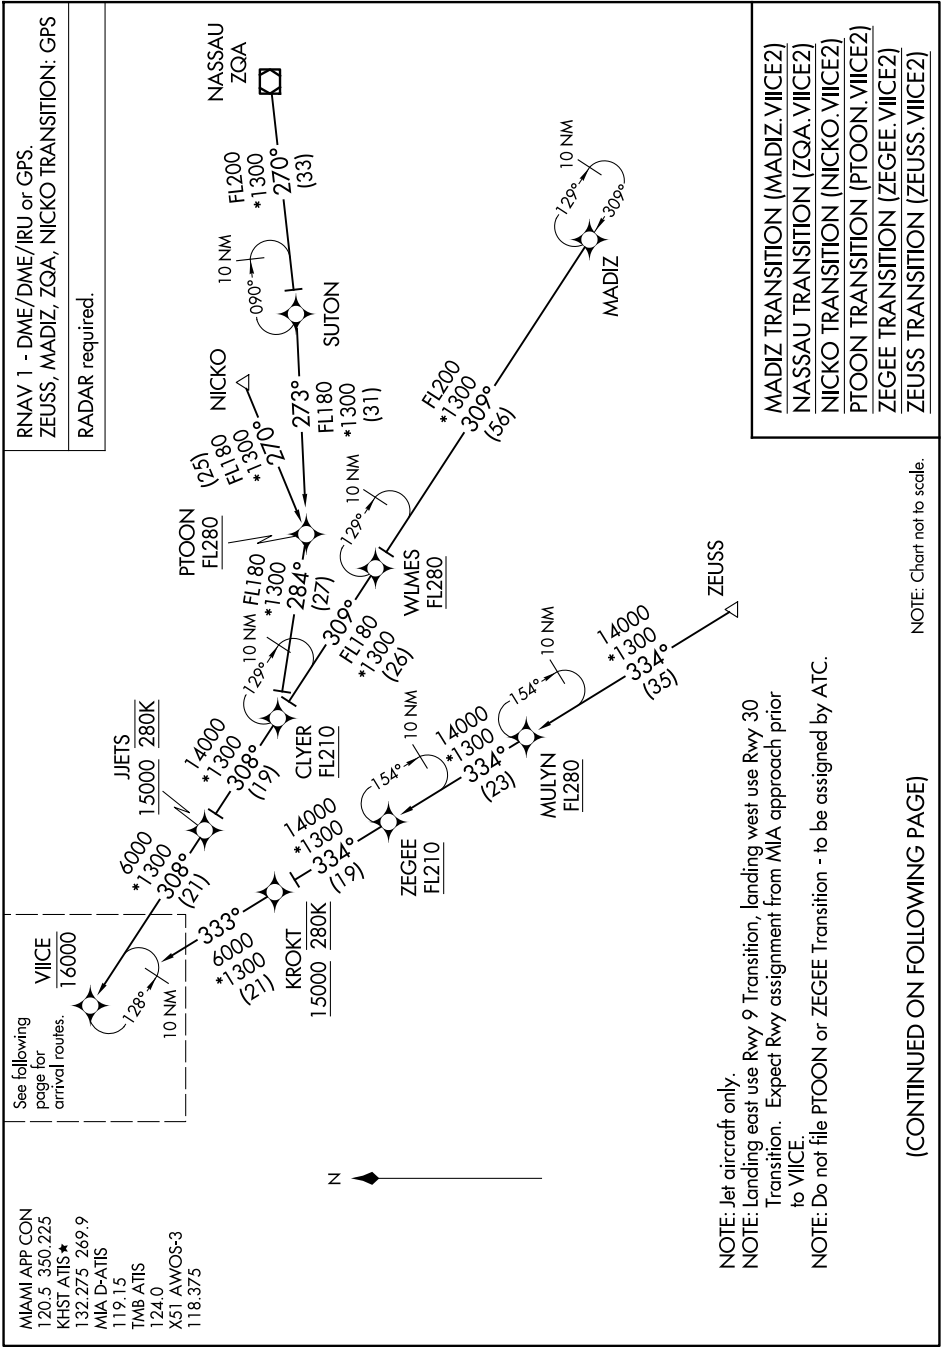 RNAV 1 - DME/DME/IRU or GPS.
ZEUSS, MADIZ, ZQA, NICKO TRANSITION: GPS
RADAR required.
MIAMI APP CON
120.5 350.225
KHST ATIS★
132.275 269.9
MIA D-ATIS
119.15
TMB ATIS
124.0
X51 AWOS-3
118.375
See following
page for
arrival routes.
VIICE
16000
128°
10 NM
6000
*1300
308°
(21)
JJETS
15000 280K
14000
*1300
308°
(19)
CLYER
FL210
129°
10 NM
FL180
*1300
284°
(27)
PTOON
FL280
(25)
FL180
*1300
270°
NICKO
273°
FL180
*1300
(31)
SUTON
090°
10 NM
FL200
*1300
270°
(33)
NASSAU
ZQA
309°
FL180
*1300
(26)
WLMES
FL280
129°
10 NM
FL200
*1300
309°
(56)
MADIZ
129°
10 NM
309°
333°
6000
*1300
(21)
KROKT
15000 280K
14000
*1300
334°
(19)
ZEGEE
FL210
154°
10 NM
14000
*1300
334°
(23)
MULYN
FL280
154°
10 NM
14000
*1300
334°
(35)
ZEUSS
N
NOTE: Jet aircraft only.
NOTE: Landing east use Rwy 9 Transition, landing west use Rwy 30
Transition. Expect Rwy assignment from MIA approach prior
to VIICE.
NOTE: Do not file PTOON or ZEGEE Transition - to be assigned by ATC.
NOTE: Chart not to scale.
MADIZ TRANSITION (MADIZ.VIICE2)
NASSAU TRANSITION (ZQA.VIICE2)
NICKO TRANSITION (NICKO.VIICE2)
PTOON TRANSITION (PTOON.VIICE2)
ZEGEE TRANSITION (ZEGEE.VIICE2)
ZEUSS TRANSITION (ZEUSS.VIICE2)
(CONTINUED ON FOLLOWING PAGE)